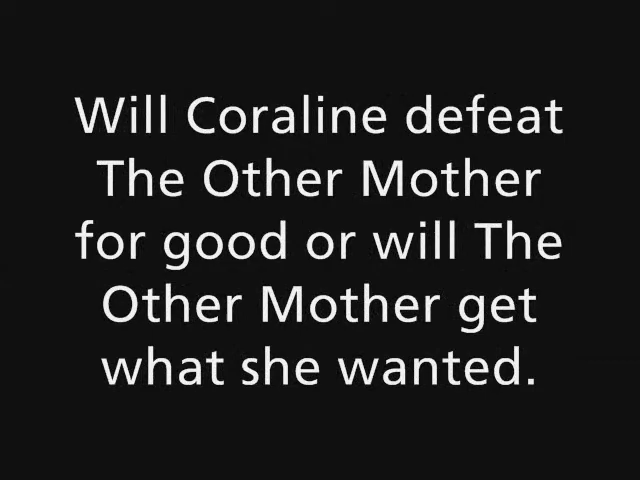 Will Coraline defeat
The Other Mother
for good or will The
Other Mother get
what she wanted.